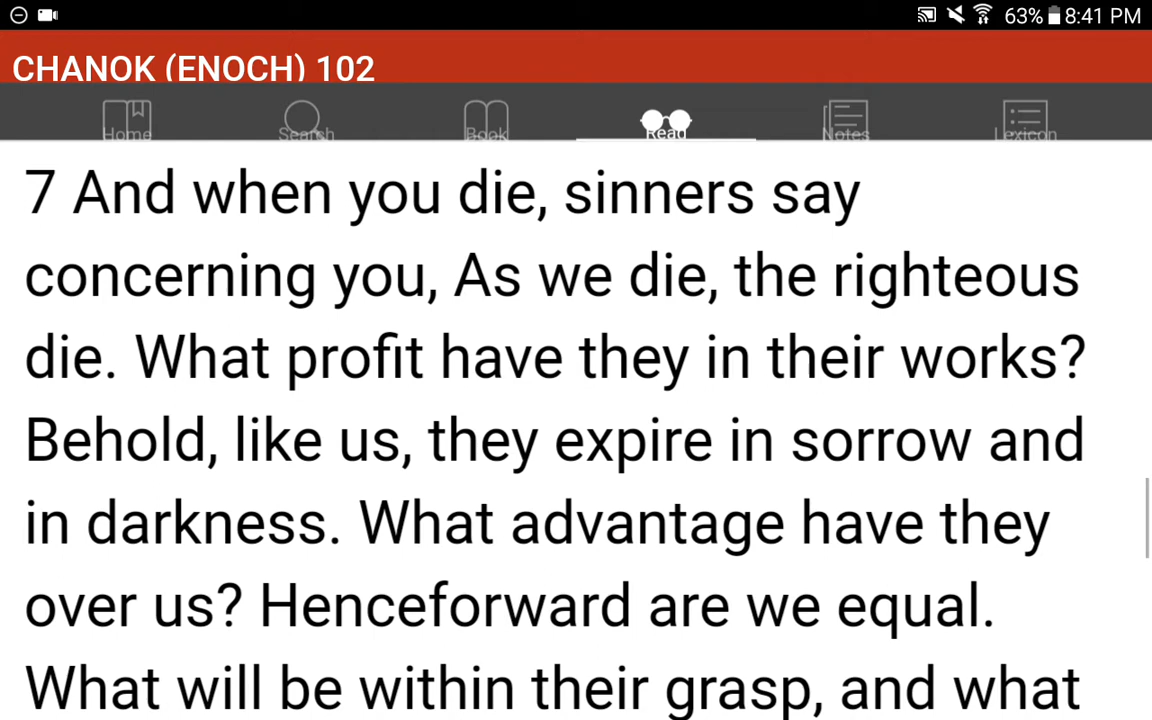 63% 8:41 PM
CHANOK (ENOCH) 102
Home Search Book Read Notes Lexicon
7 And when you die, sinners say
concerning you, As we die, the righteous
die. What profit have they in their works?
Behold, like us, they expire in sorrow and
in darkness. What advantage have they
over us? Henceforward are we equal.
What will be within their grasp, and what